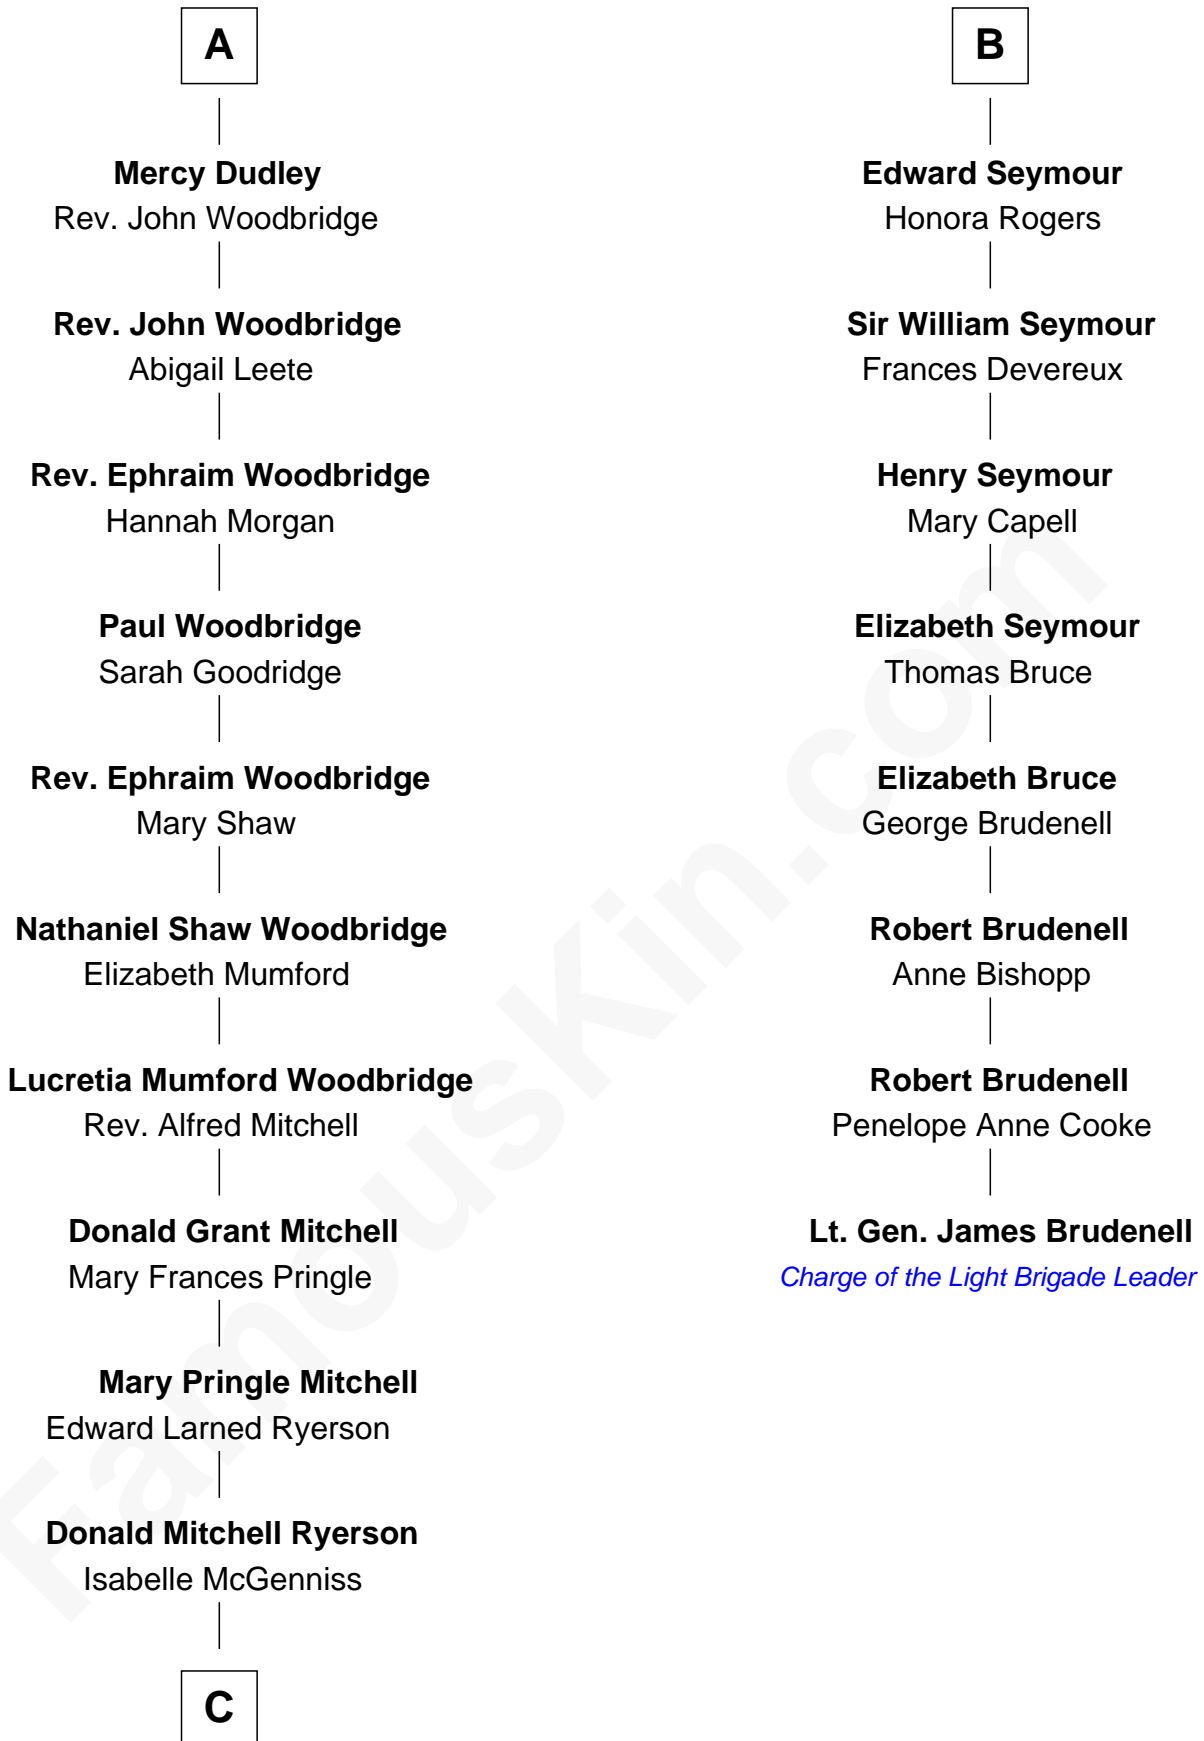 A
Mercy Dudley
Rev. John Woodbridge
Rev. John Woodbridge
Abigail Leete
Rev. Ephraim Woodbridge
Hannah Morgan
Paul Woodbridge
Sarah Goodridge
Rev. Ephraim Woodbridge
Mary Shaw
Nathaniel Shaw Woodbridge
Elizabeth Mumford
Lucretia Mumford Woodbridge
Rev. Alfred Mitchell
Donald Grant Mitchell
Mary Frances Pringle
Mary Pringle Mitchell
Edward Larned Ryerson
Donald Mitchell Ryerson
Isabelle McGenniss
C
B
Edward Seymour
Honora Rogers
Sir William Seymour
Frances Devereux
Henry Seymour
Mary Capell
Elizabeth Seymour
Thomas Bruce
Elizabeth Bruce
George Brudenell
Robert Brudenell
Anne Bishopp
Robert Brudenell
Penelope Anne Cooke
Lt. Gen. James Brudenell
Charge of the Light Brigade Leader
FamousKin.com